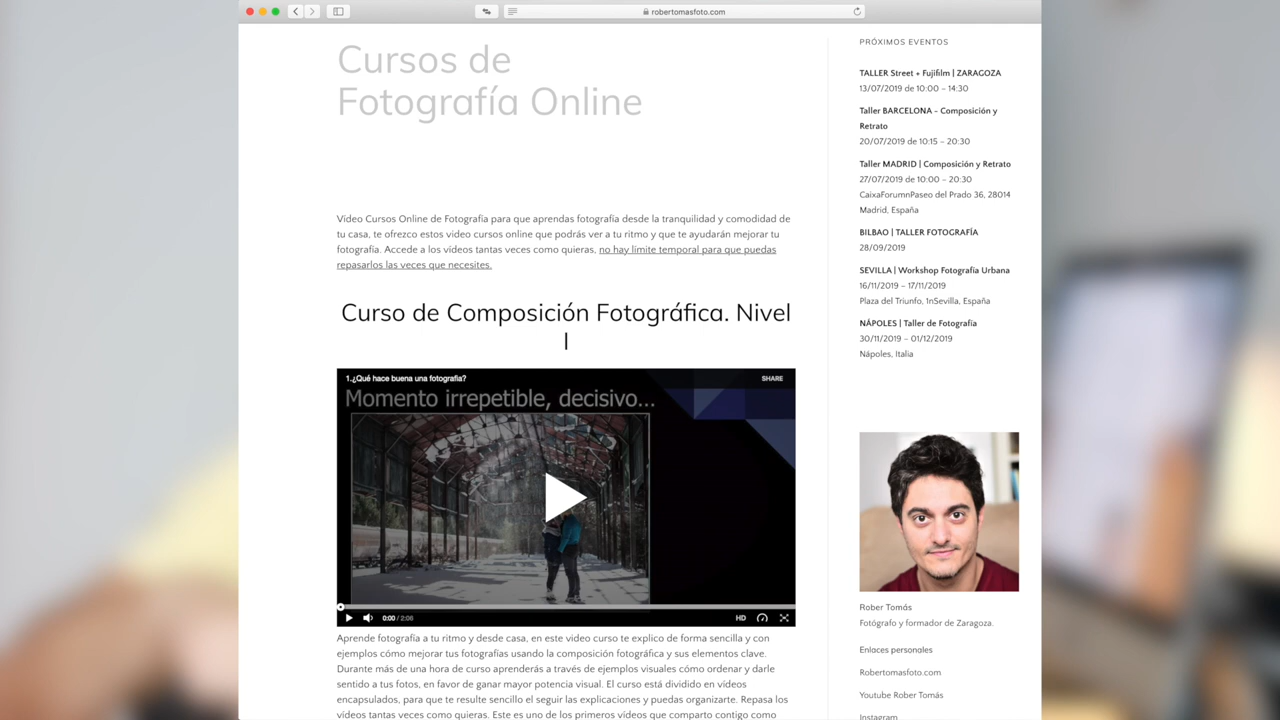 robertomasfoto.com
Cursos de
Fotografía Online
Vídeo Cursos Online de Fotografía para que aprendas fotografía desde la tranquilidad y comodidad de
tu casa, te ofrezco estos video cursos online que podrás ver a tu ritmo y que te ayudarán mejorar tu
fotografía. Accede a los vídeos tantas veces como quieras, no hay límite temporal para que puedas
repasarlos las veces que necesites.
Curso de Composición Fotográfica. Nivel
I
1.¿Qué hace buena una fotografia?
SHARE
Momento irrepetible, decisivo...
0:00 / 2:06
HD
Aprende fotografía a tu ritmo y desde casa, en este video curso te explico de forma sencilla y con
ejemplos cómo mejorar tus fotografías usando la composición fotográfica y sus elementos clave.
Durante más de una hora de curso aprenderás a través de ejemplos visuales cómo ordenar y darle
sentido a tus fotos, en favor de ganar mayor potencia visual. El curso está dividido en vídeos
encapsulados, para que te resulte sencillo el seguir las explicaciones y puedas organizarte. Repasa los
vídeos tantas veces como quieras. Este es uno de los primeros vídeos que comparto contigo como
PRÓXIMOS EVENTOS
TALLER Street + Fujifilm | ZARAGOZA
13/07/2019 de 10:00 – 14:30
Taller BARCELONA - Composición y
Retrato
20/07/2019 de 10:15 – 20:30
Taller MADRID | Composición y Retrato
27/07/2019 de 10:00 – 20:30
CaixaForumnPaseo del Prado 36, 28014
Madrid, España
BILBAO | TALLER FOTOGRAFÍA
28/09/2019
SEVILLA | Workshop Fotografía Urbana
16/11/2019 – 17/11/2019
Plaza del Triunfo, 1nSevilla, España
NÁPOLES | Taller de Fotografía
30/11/2019 – 01/12/2019
Nápoles, Italia
Rober Tomás
Fotógrafo y formador de Zaragoza.
Enlaces personales
Robertomasfoto.com
Youtube Rober Tomás
Instagram